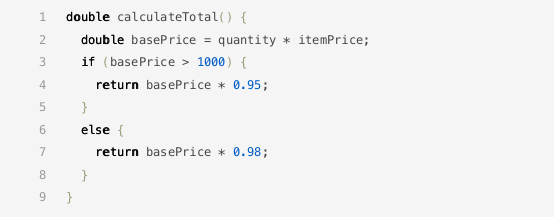 1 double calculateTotal() {
2   double basePrice = quantity * itemPrice;
3   if (basePrice > 1000) {
4     return basePrice * 0.95;
5   }
6   else {
7     return basePrice * 0.98;
8   }
9 }